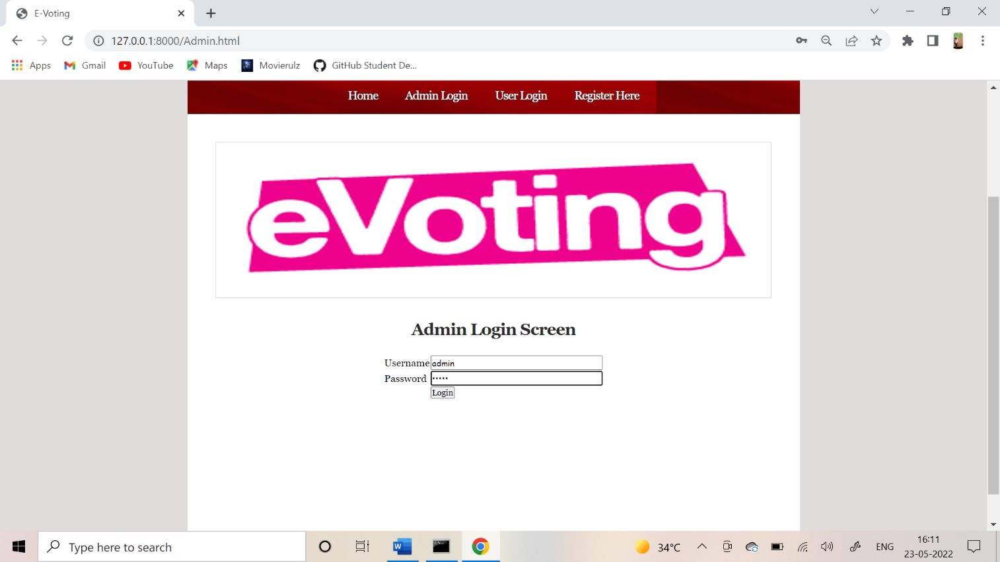 E-Voting
127.0.0.1:8000/Admin.html
Apps Gmail YouTube Maps Movierulz GitHub Student De...
Home Admin Login User Login Register Here
eVoting
Admin Login Screen
Username admin
Password •••••
Login
Type here to search
34°C ENG 16:11
23-05-2022